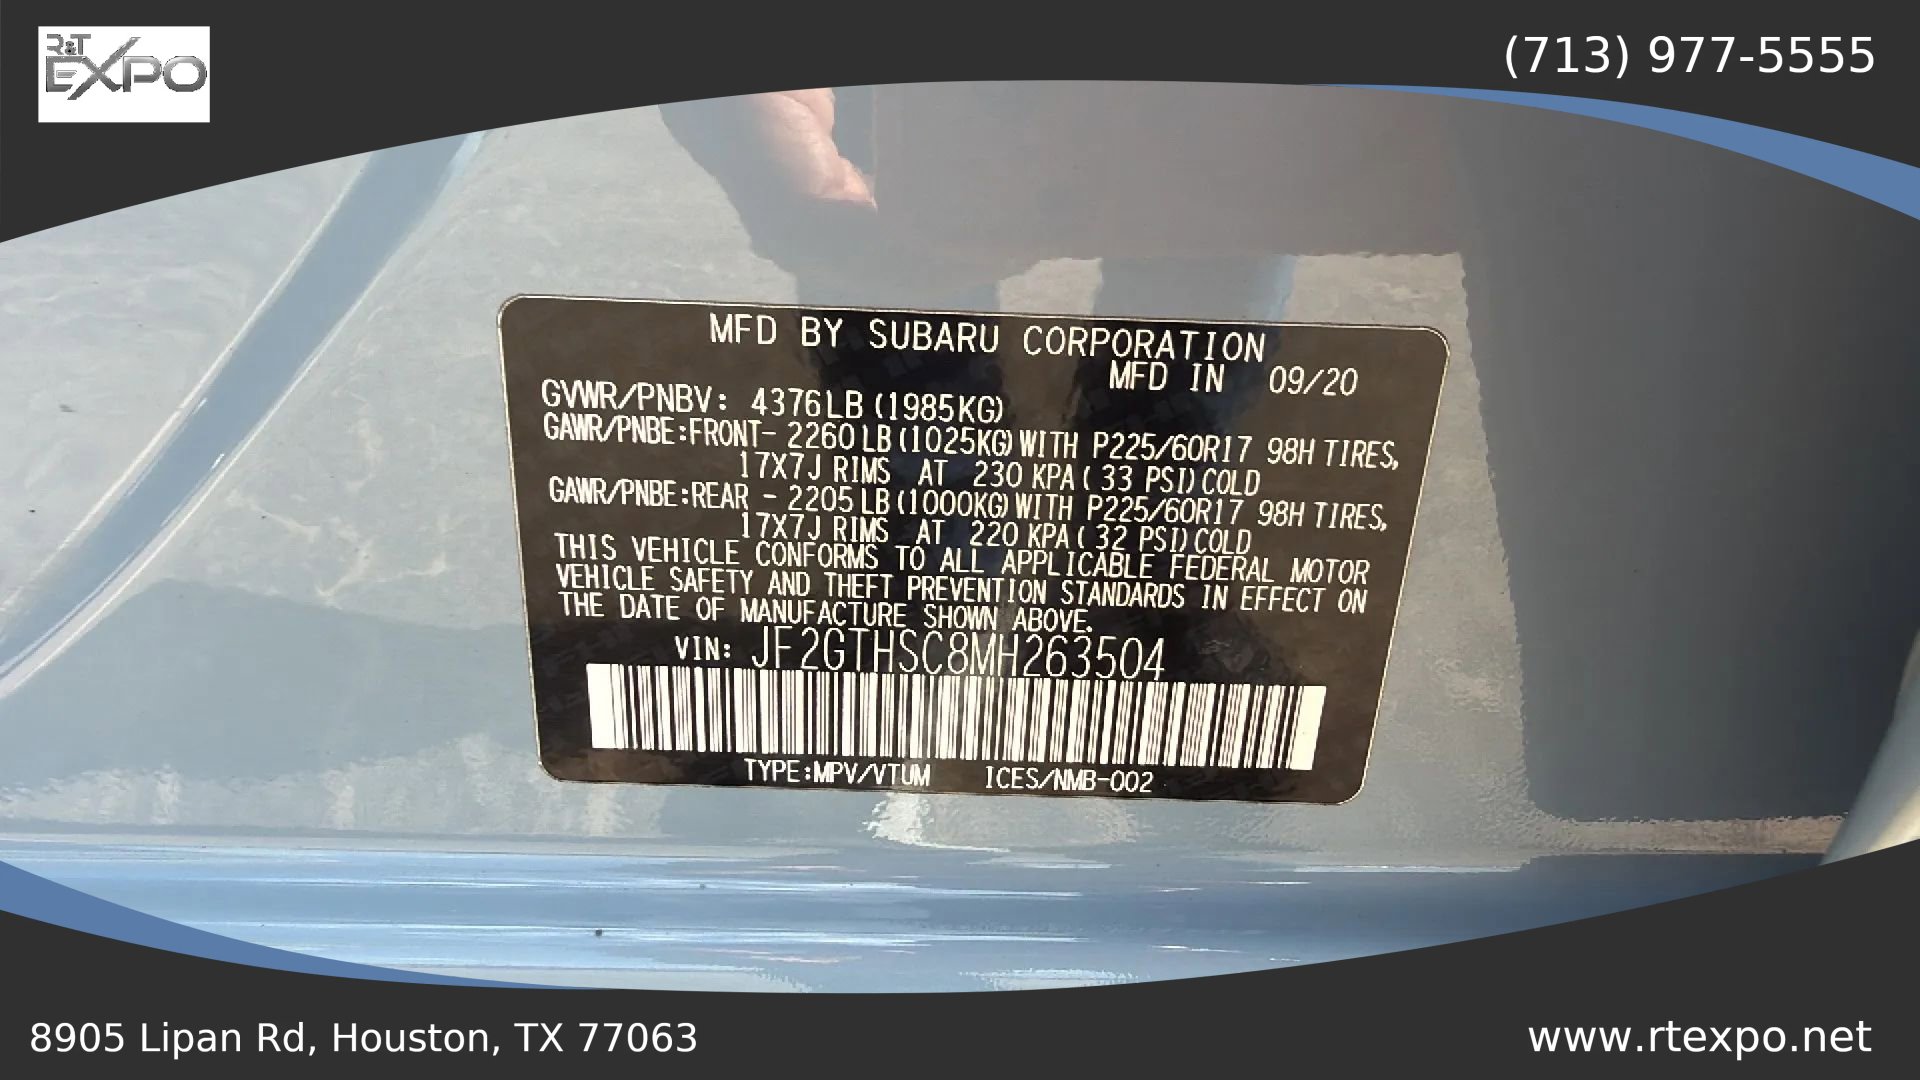 R&T
EXPO
(713) 977-5555
MFD BY SUBARU CORPORATION
MFD IN 09/20
GVWR/PNBV: 4376LB (1985KG)
GAWR/PNBE:FRONT- 2260 LB (1025KG) WITH P225/60R17 98H TIRES,
17X7J RIMS AT 230 KPA ( 33 PSI) COLD
GAWR/PNBE:REAR - 2205 LB (1000KG) WITH P225/60R17 98H TIRES,
17X7J RIMS AT 220 KPA ( 32 PSI) COLD
THIS VEHICLE CONFORMS TO ALL APPLICABLE FEDERAL MOTOR
VEHICLE SAFETY AND THEFT PREVENTION STANDARDS IN EFFECT ON
THE DATE OF MANUFACTURE SHOWN ABOVE.
VIN: JF2GTHSC8MH263504
TYPE:MPV/VTUM ICES/NMB-002
8905 Lipan Rd, Houston, TX 77063
www.rtexpo.net